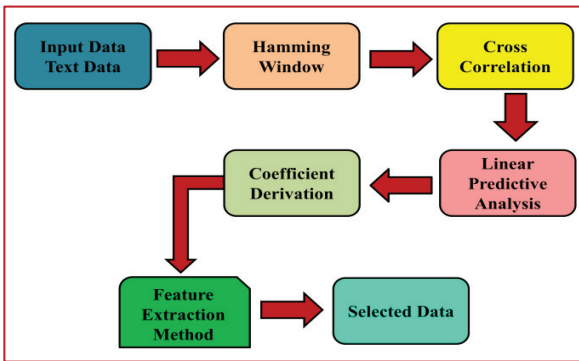 Input Data
Text Data
Hamming
Window
Cross
Correlation
Linear
Predictive
Analysis
Coefficient
Derivation
Feature
Extraction
Method
Selected Data